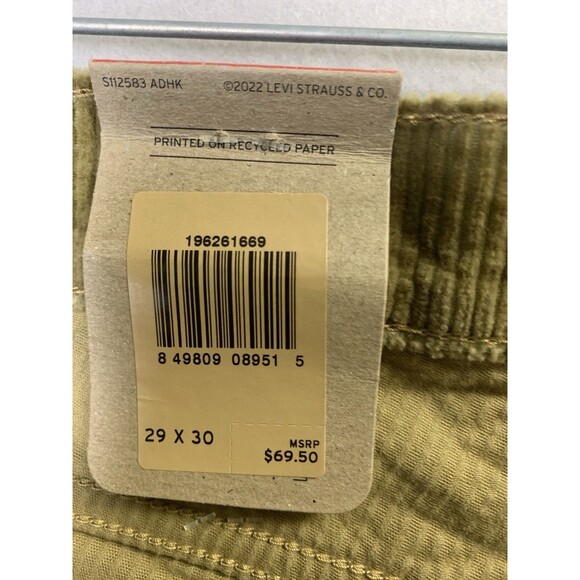 S112583 ADHK ©2022 LEVI STRAUSS & CO.
PRINTED ON RECYCLED PAPER
196261669
8 49809 08951 5
29 X 30
MSRP
$69.50